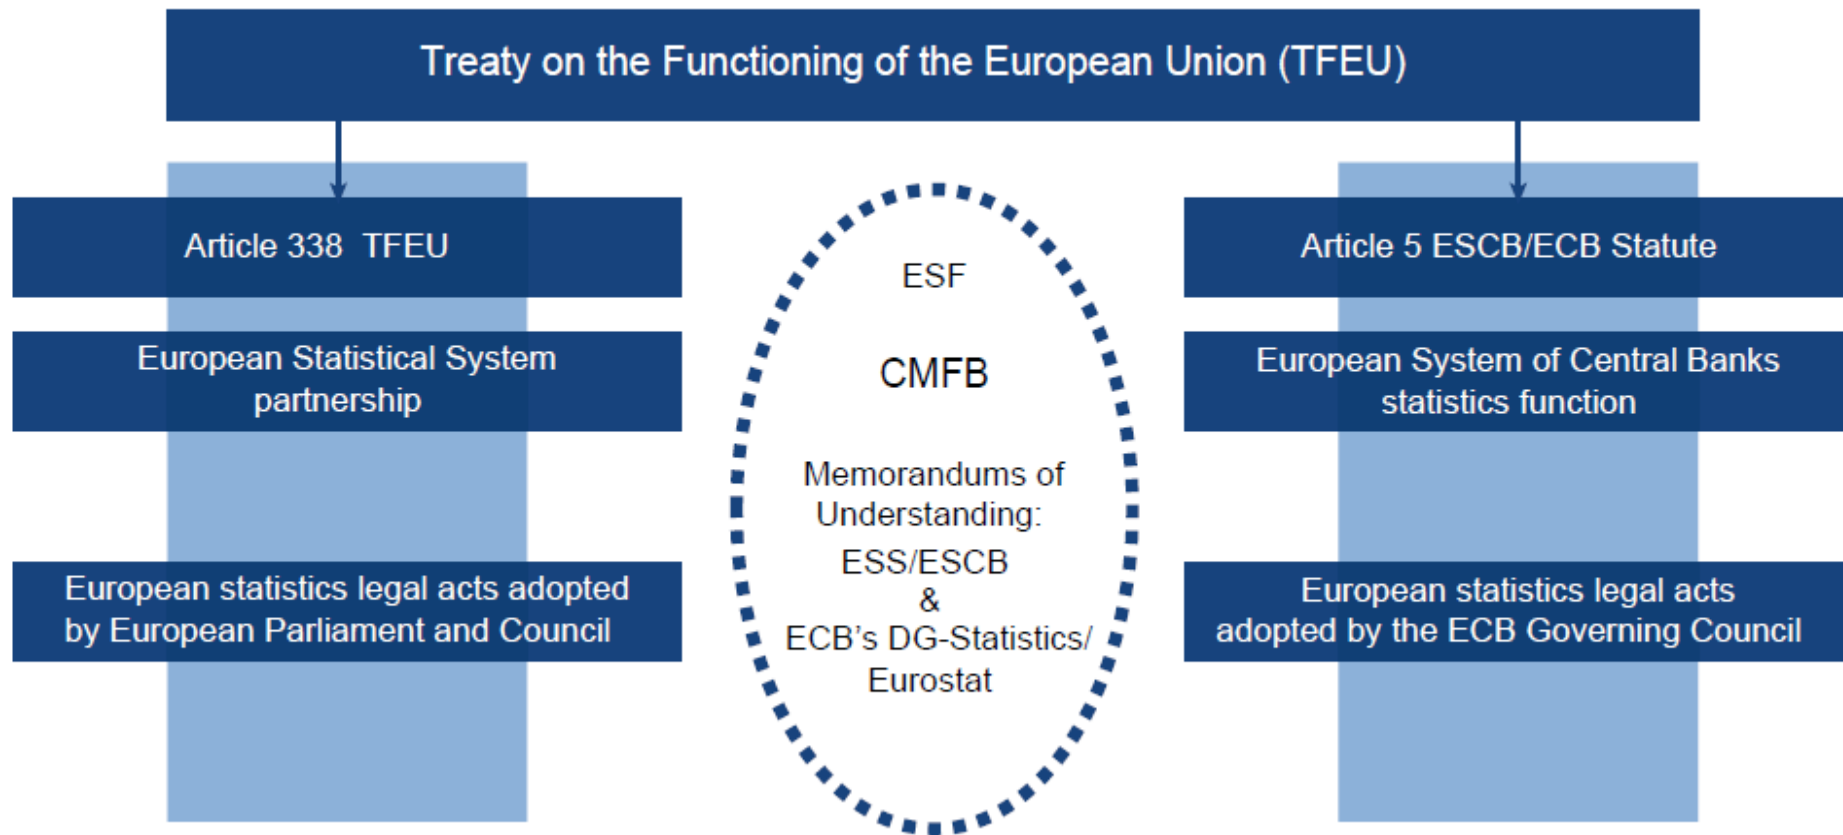 Treaty on the Functioning of the European Union (TFEU)
Article 338 TFEU
European Statistical System
partnership
European statistics legal acts adopted
by European Parliament and Council
ESF
CMFB
Memorandums of
Understanding:
ESS/ESCB
&
ECB’s DG-Statistics/
Eurostat
Article 5 ESCB/ECB Statute
European System of Central Banks
statistics function
European statistics legal acts
adopted by the ECB Governing Council